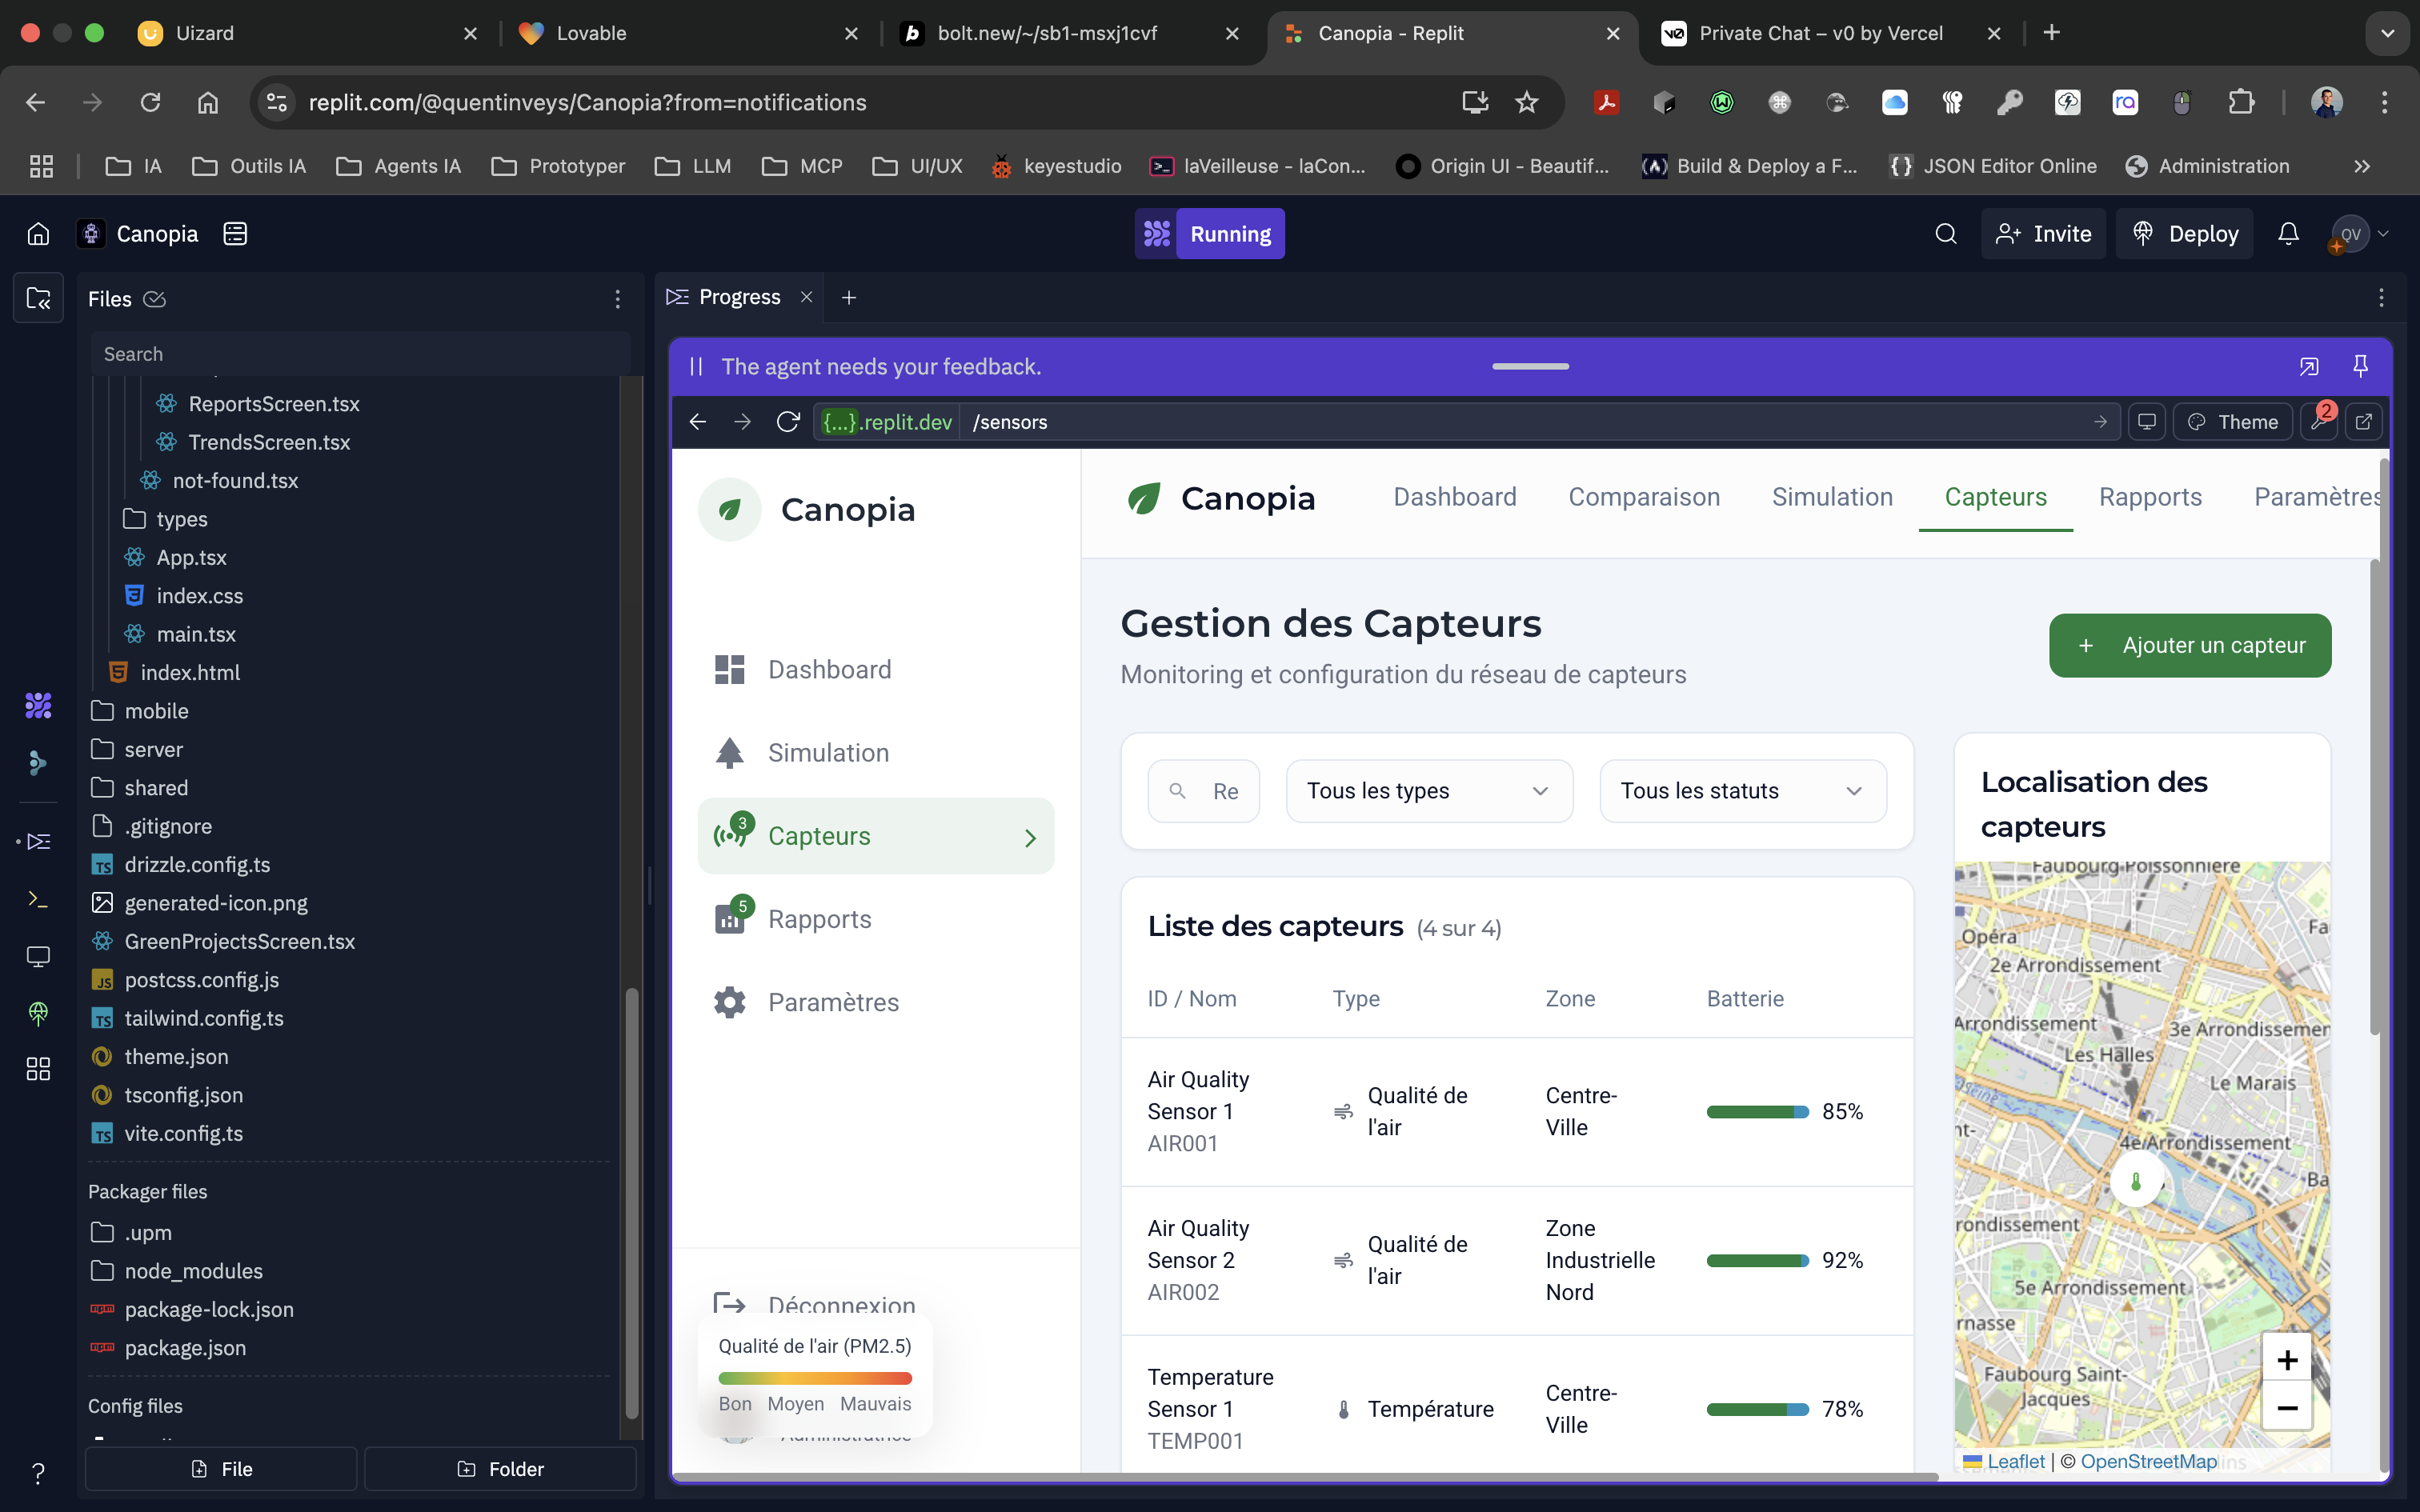 Uizard
Lovable
bolt.new/~/sb1-msxj1cvf
Canopia - Replit
Private Chat – v0 by Vercel
replit.com/@quentinveys/Canopia?from=notifications
IA
Outils IA
Agents IA
Prototyper
LLM
MCP
UI/UX
keyestudio
laVeilleuse - laCon...
Origin UI - Beautif...
Build & Deploy a F...
JSON Editor Online
Administration
Canopia
Running
Invite
Deploy
QV
Files
Search
ReportsScreen.tsx
TrendsScreen.tsx
not-found.tsx
types
App.tsx
index.css
main.tsx
index.html
mobile
server
shared
.gitignore
drizzle.config.ts
generated-icon.png
GreenProjectsScreen.tsx
postcss.config.js
tailwind.config.ts
theme.json
tsconfig.json
vite.config.ts
Packager files
.upm
node_modules
package-lock.json
package.json
Config files
File
Folder
Progress
The agent needs your feedback.
{...}.replit.dev
/sensors
Theme
2
Canopia
Dashboard
Simulation
3
Capteurs
5
Rapports
Paramètres
Déconnexion
Qualité de l'air (PM2.5)
Bon
Moyen
Mauvais
Canopia
Dashboard
Comparaison
Simulation
Capteurs
Rapports
Paramètres
Gestion des Capteurs
Monitoring et configuration du réseau de capteurs
+ Ajouter un capteur
Re
Tous les types
Tous les statuts
Liste des capteurs (4 sur 4)
ID / Nom
Type
Zone
Batterie
Air Quality
Sensor 1
AIR001
Qualité de
l'air
Centre-
Ville
85%
Air Quality
Sensor 2
AIR002
Qualité de
l'air
Zone
Industrielle
Nord
92%
Temperature
Sensor 1
TEMP001
Température
Centre-
Ville
78%
Localisation des
capteurs
Faubourg Poissonnière
Opéra
Fa
2e Arrondissement
Arrondissement
3e Arrondissemen
Les Halles
Le Marais
4e Arrondissement
Ba
rondissement
5e Arrondissement
rnasse
Faubourg Saint-
Jacques
+
−
Leaflet | © OpenStreetMap